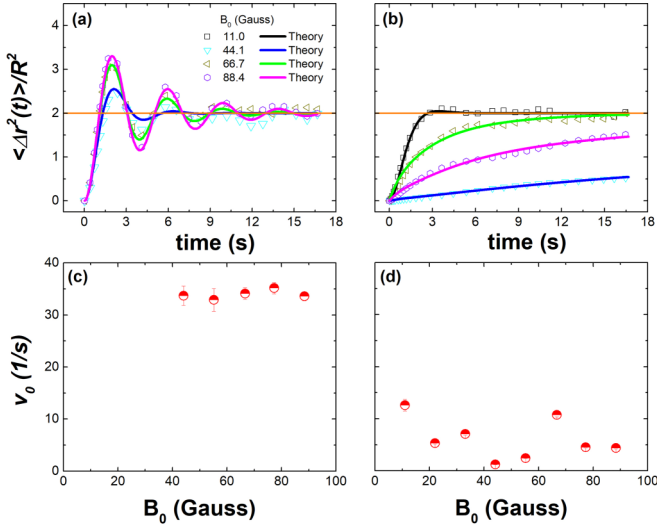 (a)
B0 (Gauss)
11.0 Theory
44.1 Theory
66.7 Theory
88.4 Theory
<Δr²(t)>/R²
4
3
2
1
0
0 3 6 9 12 15 18
time (s)
(b)
0 3 6 9 12 15 18
time (s)
(c)
ν0 (1/s)
40
30
20
10
0
0 20 40 60 80 100
B0 (Gauss)
(d)
0 20 40 60 80 100
B0 (Gauss)